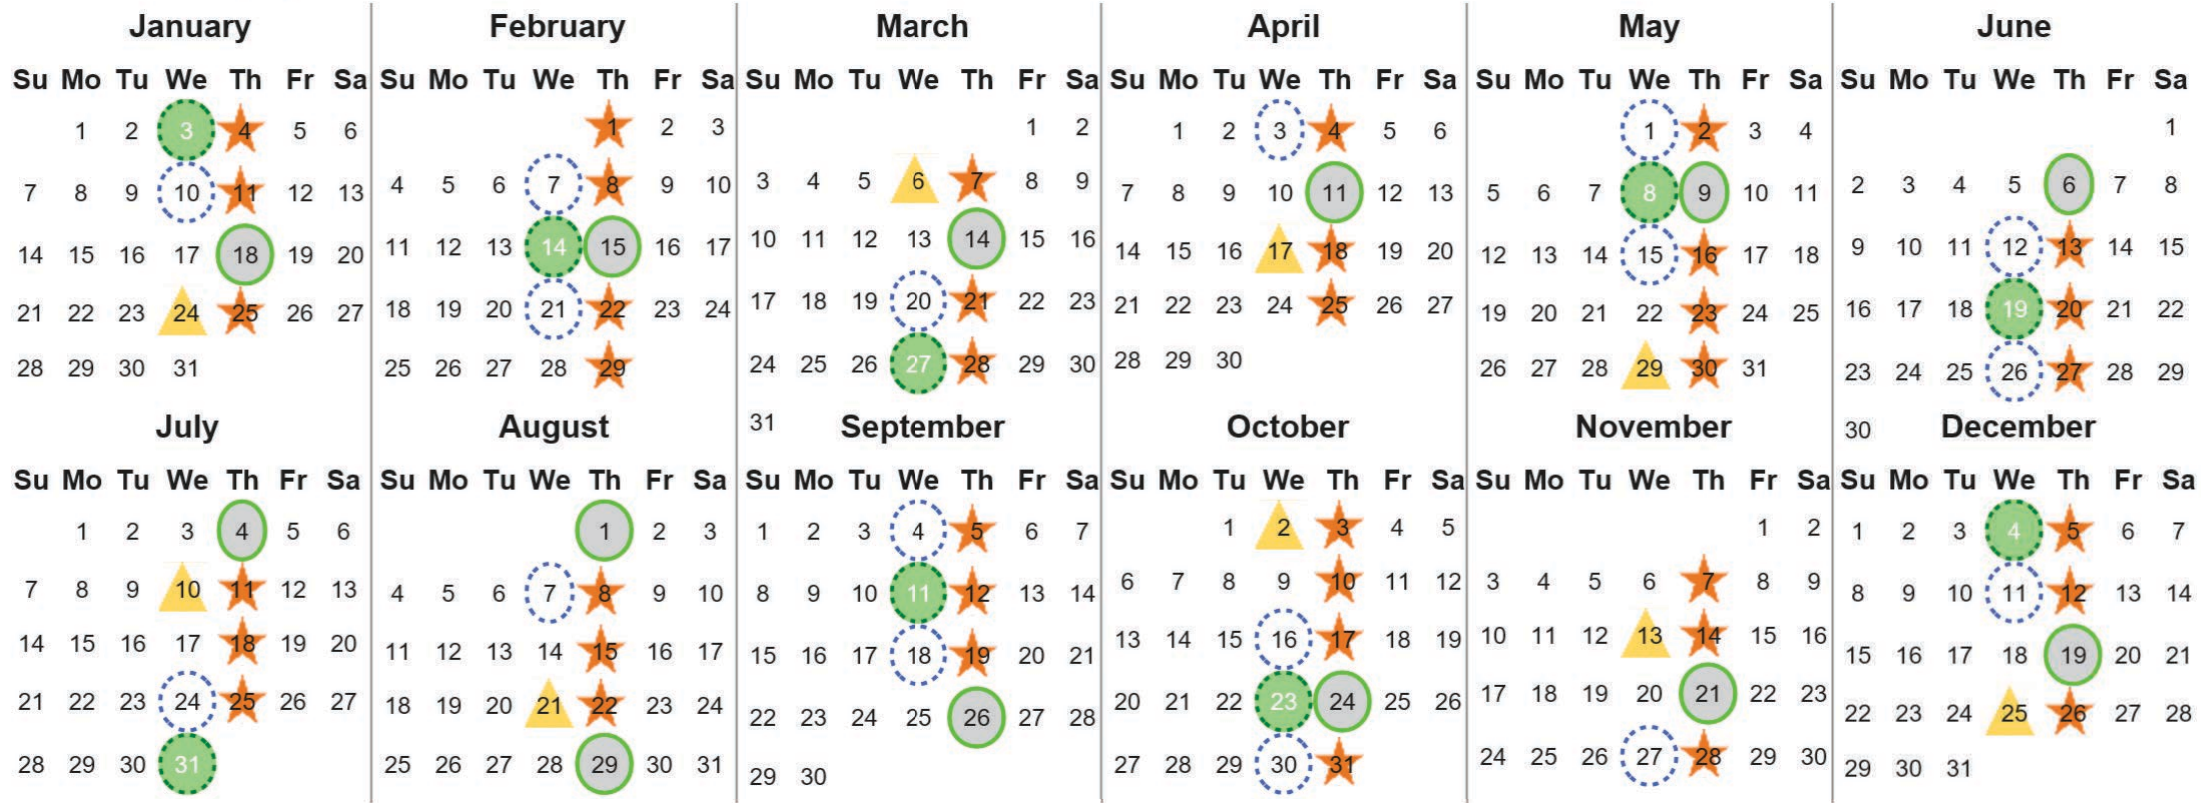 January
Su Mo Tu We Th Fr Sa
1 2 3 4 5 6
7 8 9 10 11 12 13
14 15 16 17 18 19 20
21 22 23 24 25 26 27
28 29 30 31
February
Su Mo Tu We Th Fr Sa
1 2 3
4 5 6 7 8 9 10
11 12 13 14 15 16 17
18 19 20 21 22 23 24
25 26 27 28 29
March
Su Mo Tu We Th Fr Sa
1 2
3 4 5 6 7 8 9
10 11 12 13 14 15 16
17 18 19 20 21 22 23
24 25 26 27 28 29 30
31
April
Su Mo Tu We Th Fr Sa
1 2 3 4 5 6
7 8 9 10 11 12 13
14 15 16 17 18 19 20
21 22 23 24 25 26 27
28 29 30
May
Su Mo Tu We Th Fr Sa
1 2 3 4
5 6 7 8 9 10 11
12 13 14 15 16 17 18
19 20 21 22 23 24 25
26 27 28 29 30 31
June
Su Mo Tu We Th Fr Sa
1
2 3 4 5 6 7 8
9 10 11 12 13 14 15
16 17 18 19 20 21 22
23 24 25 26 27 28 29
30
July
Su Mo Tu We Th Fr Sa
1 2 3 4 5 6
7 8 9 10 11 12 13
14 15 16 17 18 19 20
21 22 23 24 25 26 27
28 29 30 31
August
Su Mo Tu We Th Fr Sa
1 2 3
4 5 6 7 8 9 10
11 12 13 14 15 16 17
18 19 20 21 22 23 24
25 26 27 28 29 30 31
September
Su Mo Tu We Th Fr Sa
1 2 3 4 5 6 7
8 9 10 11 12 13 14
15 16 17 18 19 20 21
22 23 24 25 26 27 28
29 30
October
Su Mo Tu We Th Fr Sa
1 2 3 4 5
6 7 8 9 10 11 12
13 14 15 16 17 18 19
20 21 22 23 24 25 26
27 28 29 30 31
November
Su Mo Tu We Th Fr Sa
1 2
3 4 5 6 7 8 9
10 11 12 13 14 15 16
17 18 19 20 21 22 23
24 25 26 27 28 29 30
December
Su Mo Tu We Th Fr Sa
1 2 3 4 5 6 7
8 9 10 11 12 13 14
15 16 17 18 19 20 21
22 23 24 25 26 27 28
29 30 31